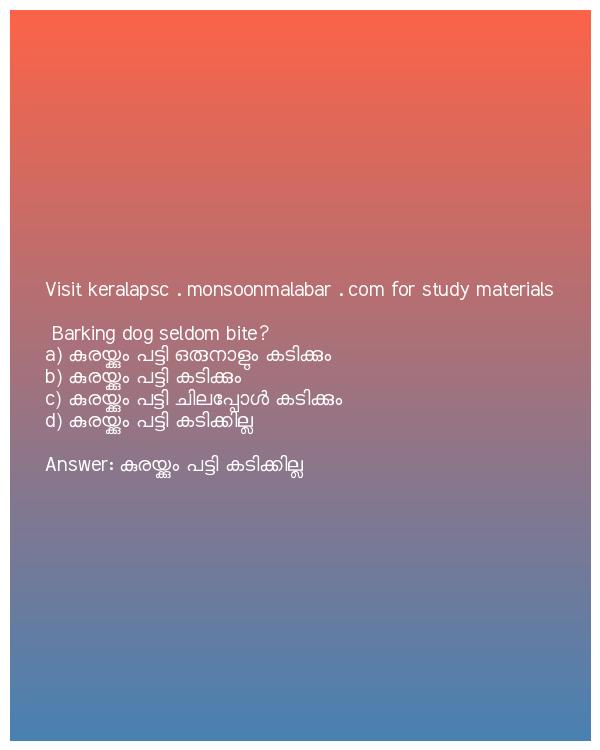 Visit keralapsc . monsoonmalabar . com for study materials
Barking dog seldom bite?
a) കുരയ്ക്കും പട്ടി ഒരുനാളും കടിക്കും
b) കുരയ്ക്കും പട്ടി കടിക്കും
c) കുരയ്ക്കും പട്ടി ചിലപ്പോൾ കടിക്കും
d) കുരയ്ക്കും പട്ടി കടിക്കില്ല
Answer: കുരയ്ക്കും പട്ടി കടിക്കില്ല